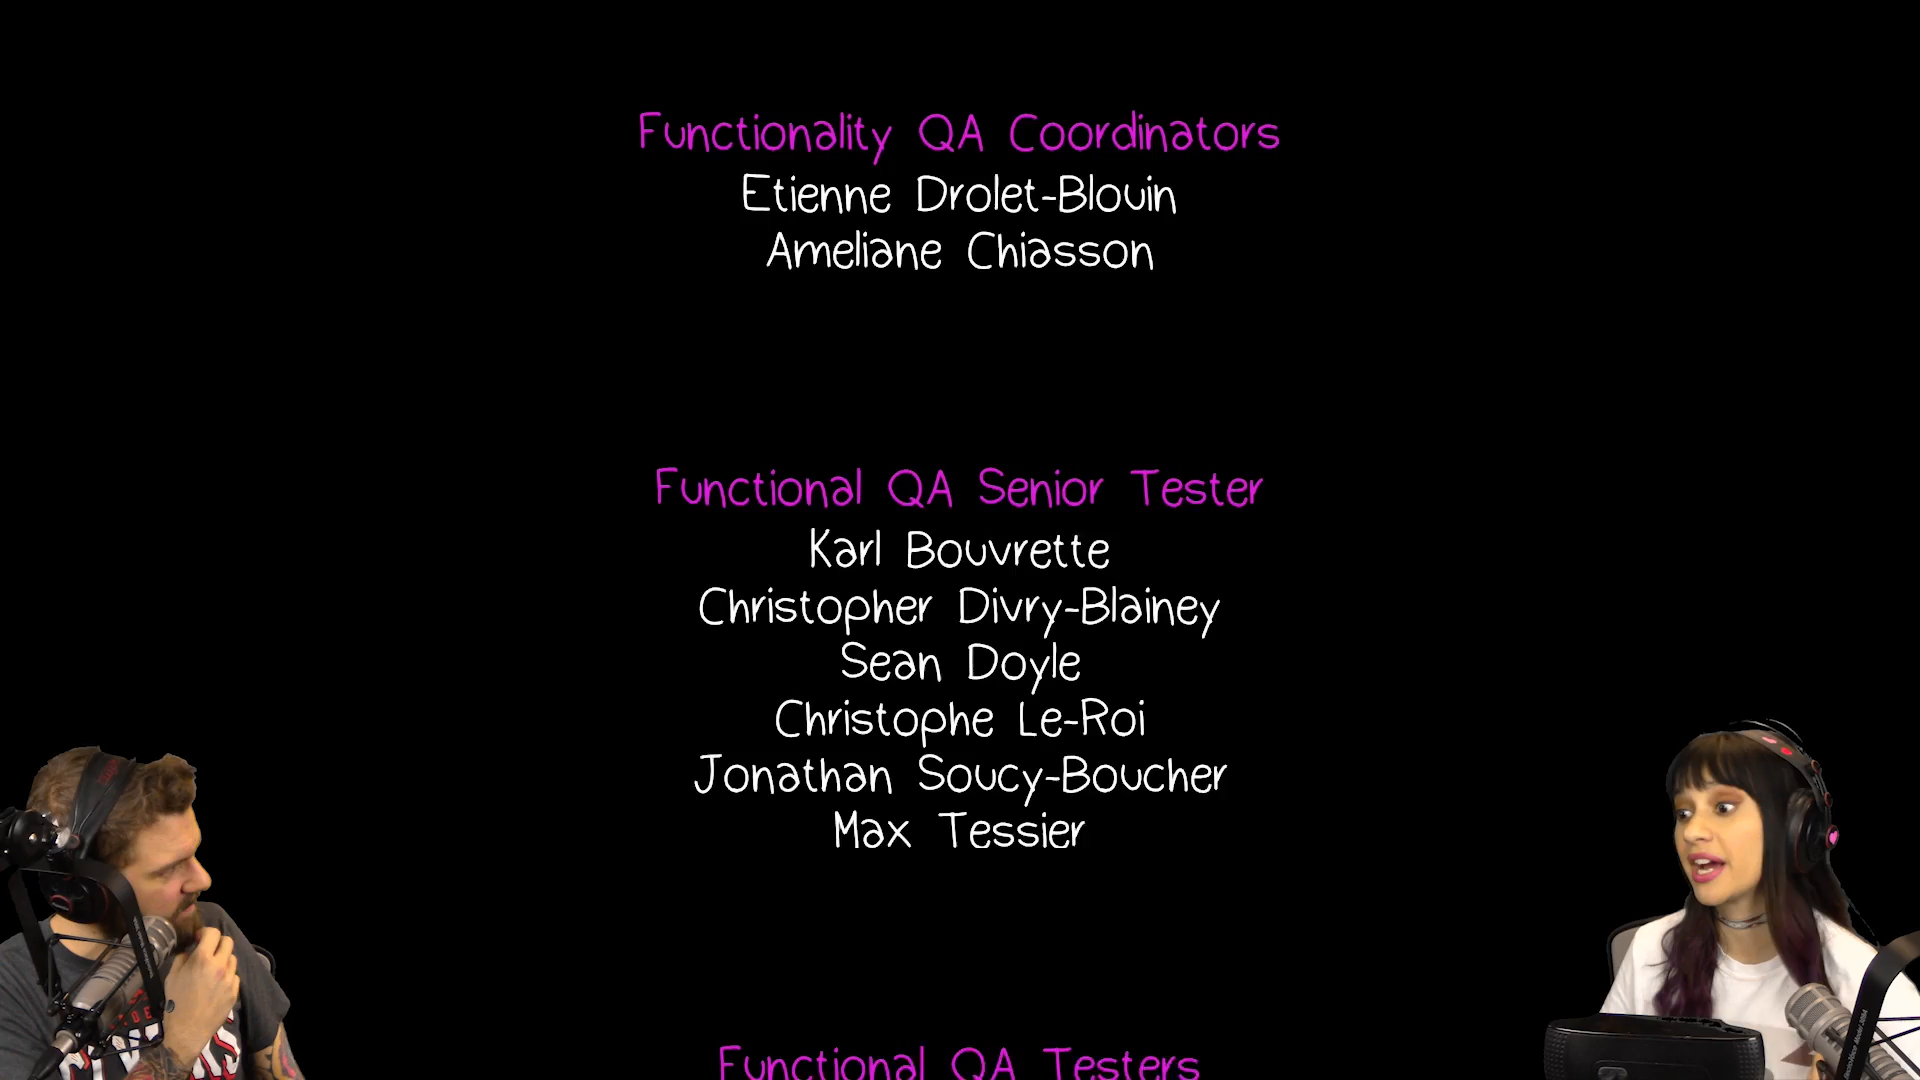 Functionality QA Coordinators
Etienne Drolet-Blouin
Ameliane Chiasson
Functional QA Senior Tester
Karl Bouvrette
Christopher Divry-Blainey
Sean Doyle
Christophe Le-Roi
Jonathan Soucy-Boucher
Max Tessier
Functional QA Testers